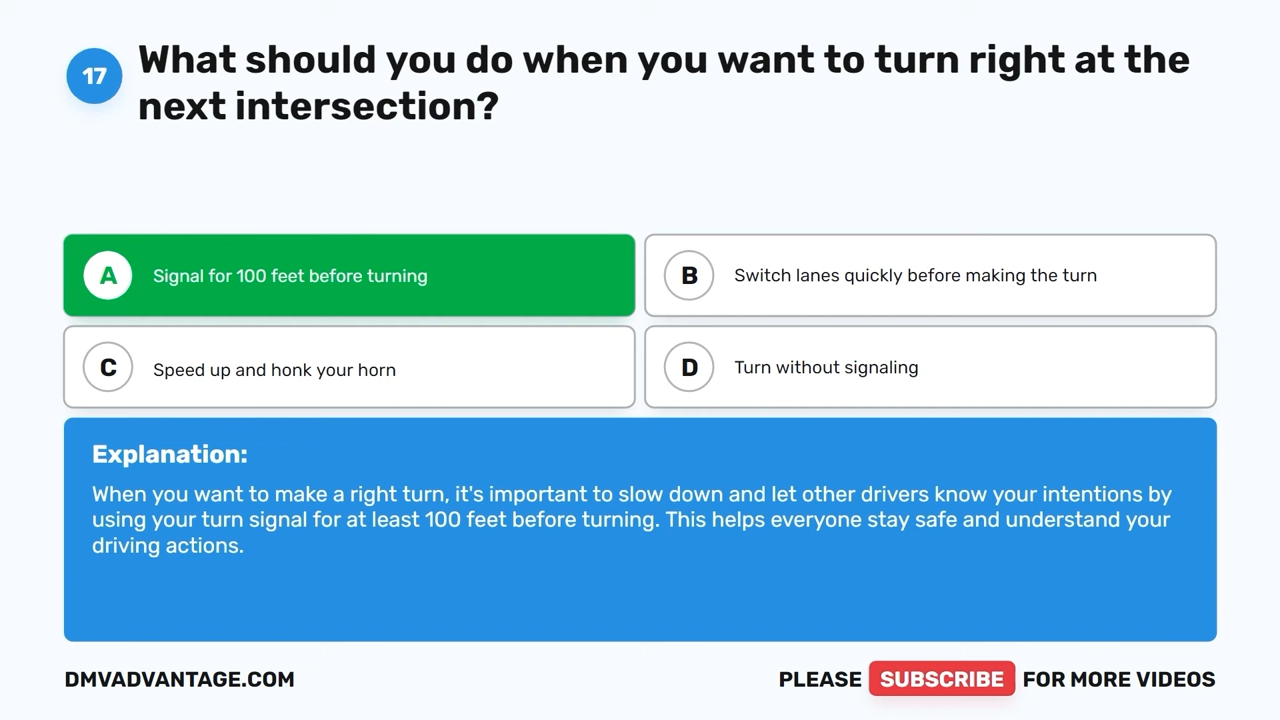 17
What should you do when you want to turn right at the
next intersection?
A Signal for 100 feet before turning
B Switch lanes quickly before making the turn
C Speed up and honk your horn
D Turn without signaling
Explanation:
When you want to make a right turn, it's important to slow down and let other drivers know your intentions by
using your turn signal for at least 100 feet before turning. This helps everyone stay safe and understand your
driving actions.
DMVADVANTAGE.COM
PLEASE SUBSCRIBE FOR MORE VIDEOS